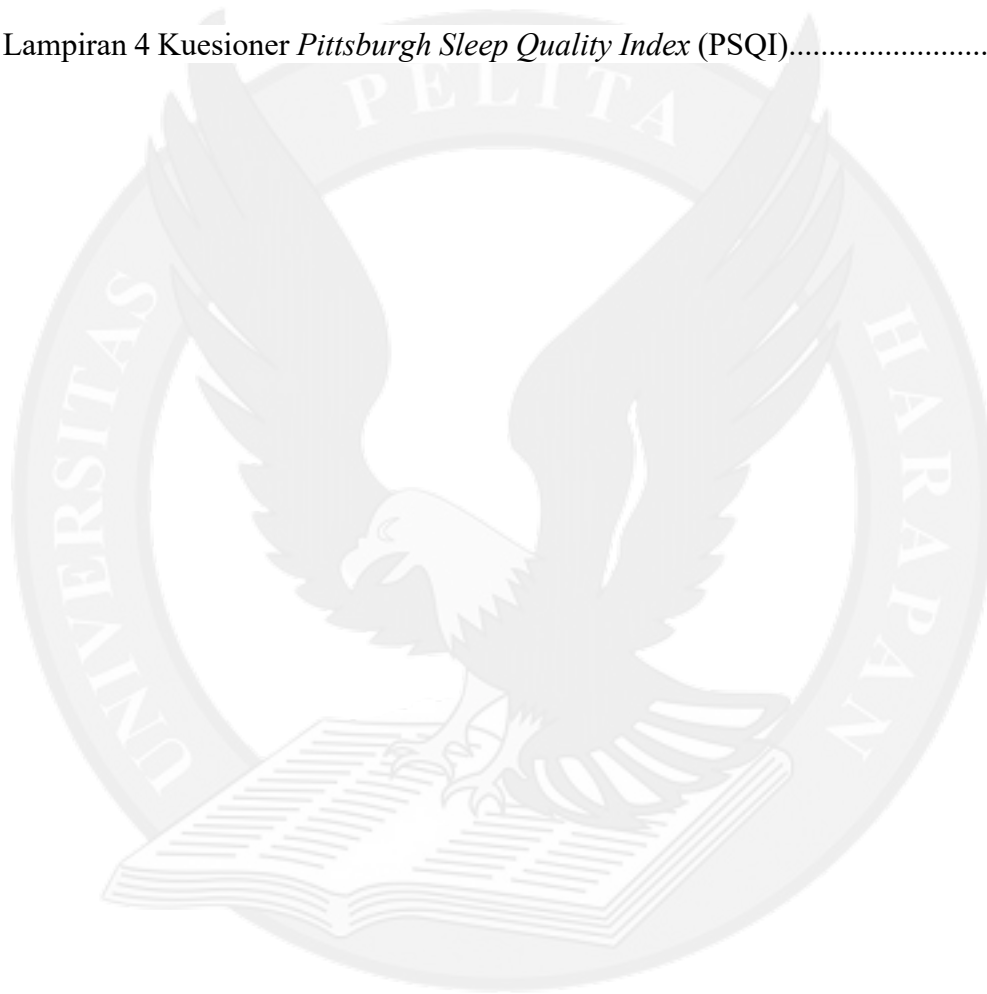 Lampiran 4 Kuesioner Pittsburgh Sleep Quality Index (PSQI).........................
UNIVERSITAS PELITA HARAPAN